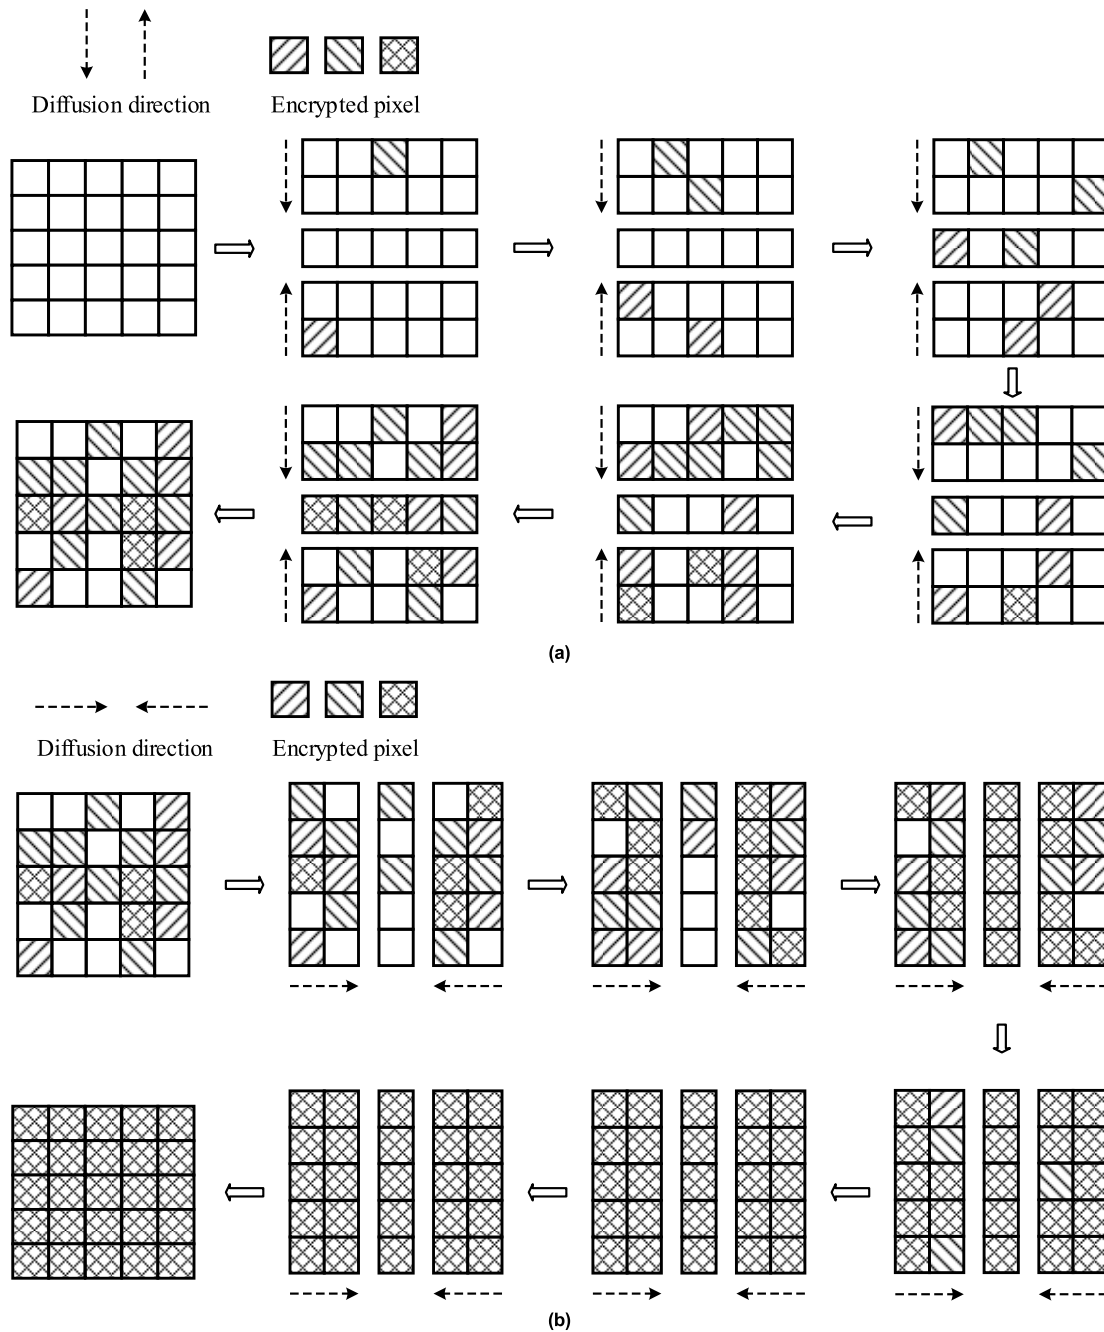 Diffusion direction
Encrypted pixel
(a)
Diffusion direction
Encrypted pixel
(b)